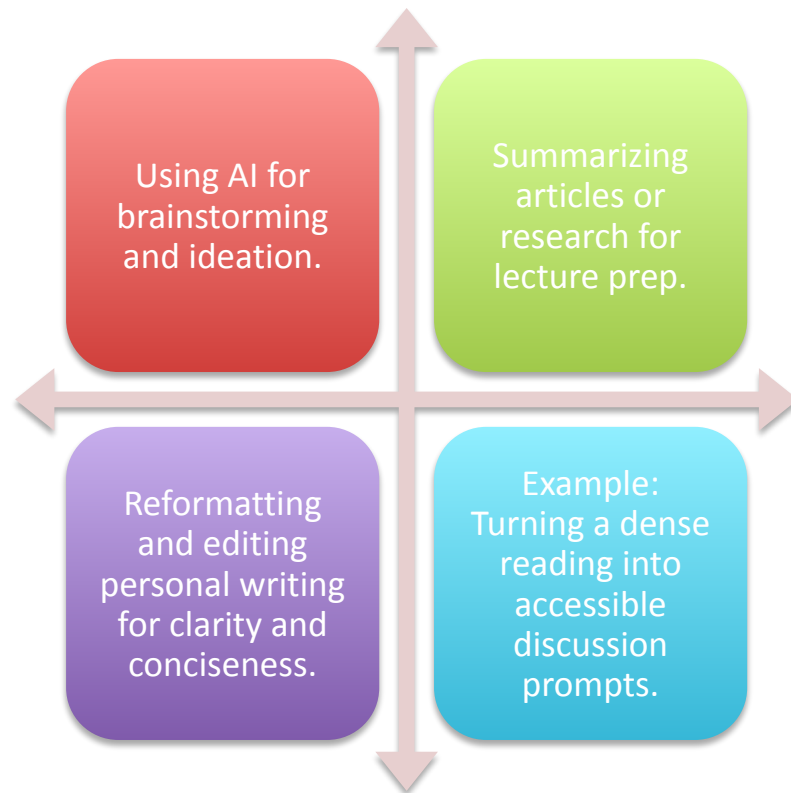 Using AI for
brainstorming
and ideation.
Summarizing
articles or
research for
lecture prep.
Reformatting
and editing
personal writing
for clarity and
conciseness.
Example:
Turning a dense
reading into
accessible
discussion
prompts.